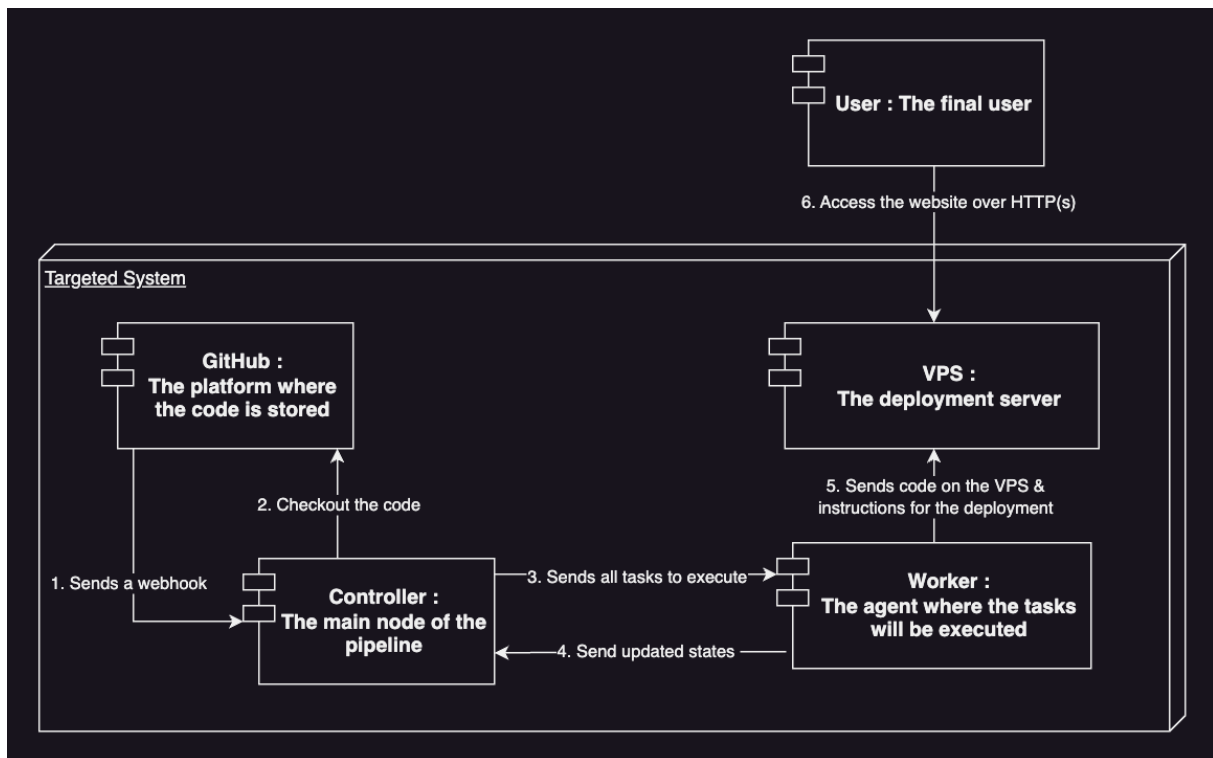 User : The final user
6. Access the website over HTTP(s)
Targeted System
GitHub :
The platform where
the code is stored
VPS :
The deployment server
2. Checkout the code
5. Sends code on the VPS &
instructions for the deployment
1. Sends a webhook
Controller :
The main node of the
pipeline
3. Sends all tasks to execute
4. Send updated states
Worker :
The agent where the tasks
will be executed